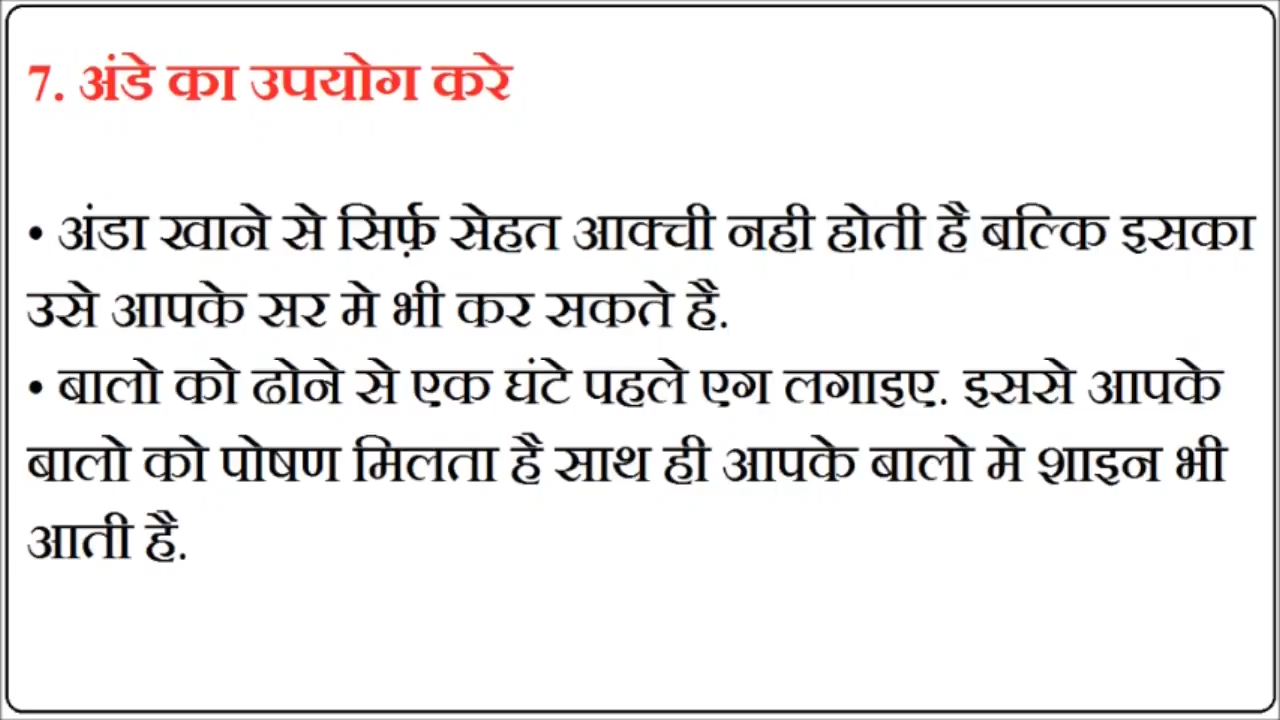 7. अंडे का उपयोग करे
• अंडा खाने से सिर्फ़ सेहत आक्ची नही होती है बल्कि इसका
उसे आपके सर मे भी कर सकते है.
• बालो को ढोने से एक घंटे पहले एग लगाइए. इससे आपके
बालो को पोषण मिलता है साथ ही आपके बालो मे शाइन भी
आती है.